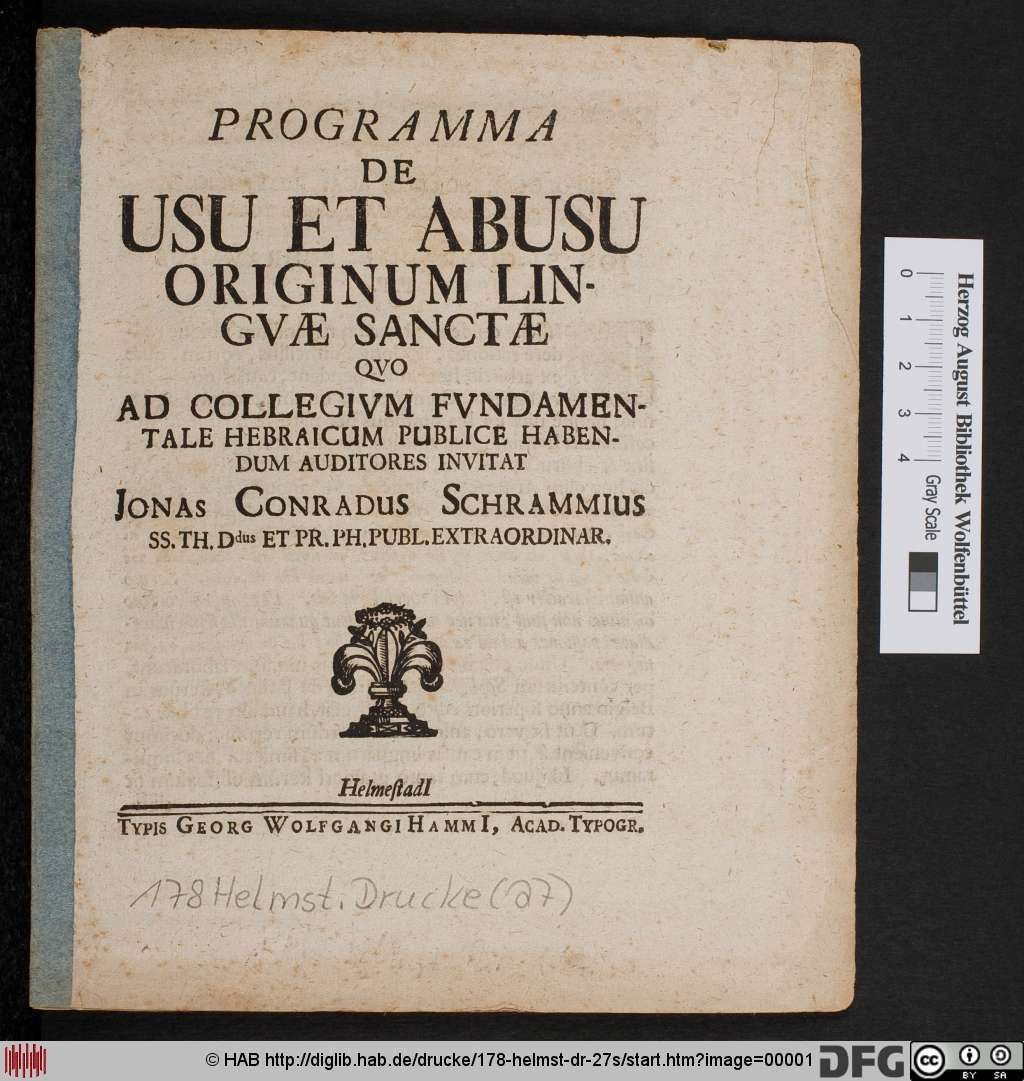 PROGRAMMA
DE
USU ET ABUSU
ORIGINUM LIN-
GVÆ SANCTÆ
QVO
AD COLLEGIVM FVNDAMEN-
TALE HEBRAICUM PUBLICE HABEN-
DUM AUDITORES INVITAT
JONAS CONRADUS SCHRAMMIUS
SS. TH. Ddus ET PR. PH. PUBL. EXTRAORDINAR.
HelmeſtadI
TYPIS GEORG WOLFGANGI HAMMI, ACAD. TYPOGR.
178 Helmst. Drucke (27)
Herzog August Bibliothek Wolfenbüttel
0 1 2 3 4 Gray Scale
© HAB http://diglib.hab.de/drucke/178-helmst-dr-27s/start.htm?image=00001
DFG
cc BY SA